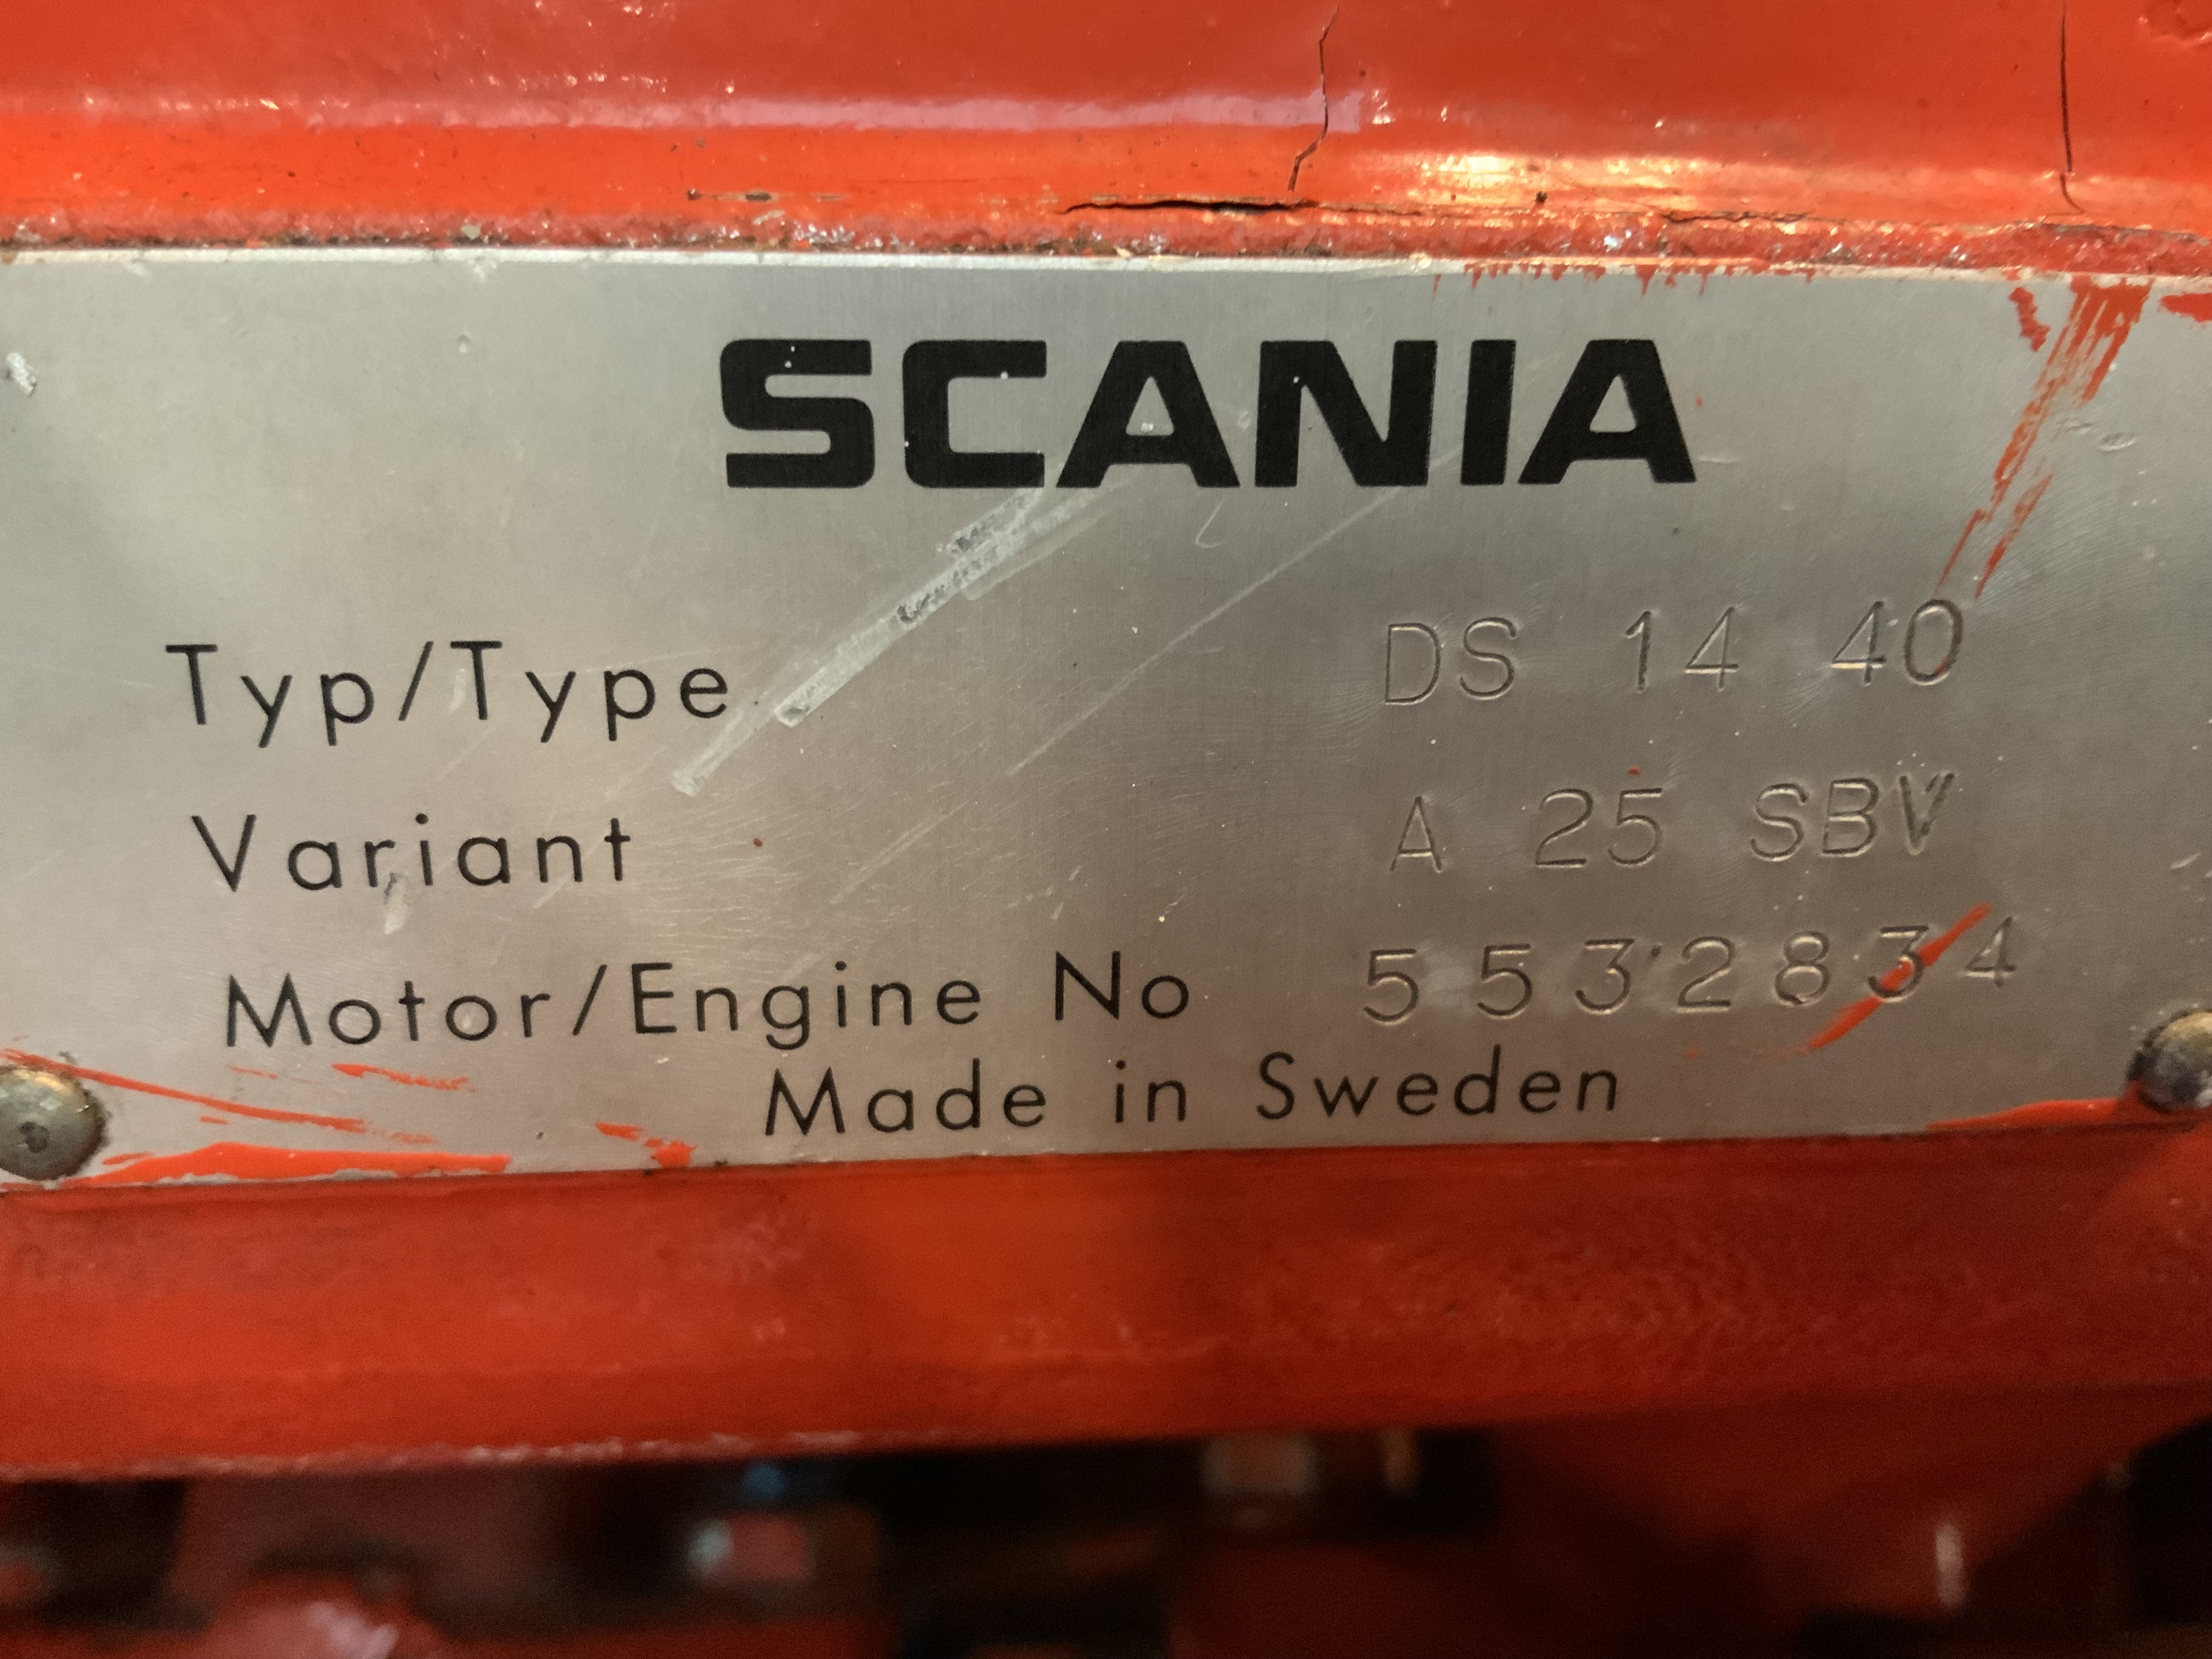 SCANIA
Typ/Type DS 14 40
Variant A 25 SBV
Motor/Engine No 5532834
Made in Sweden